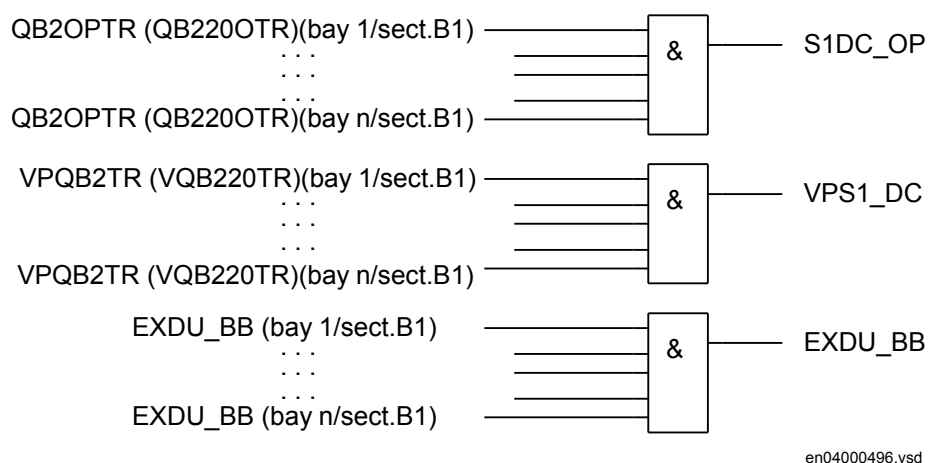 QB2OPTR (QB220OTR)(bay 1/sect.B1)
. . .
. . .
. . .
QB2OPTR (QB220OTR)(bay n/sect.B1)
&
S1DC_OP
VPQB2TR (VQB220TR)(bay 1/sect.B1)
. . .
. . .
. . .
VPQB2TR (VQB220TR)(bay n/sect.B1)
&
VPS1_DC
EXDU_BB (bay 1/sect.B1)
. . .
. . .
. . .
EXDU_BB (bay n/sect.B1)
&
EXDU_BB
en04000496.vsd